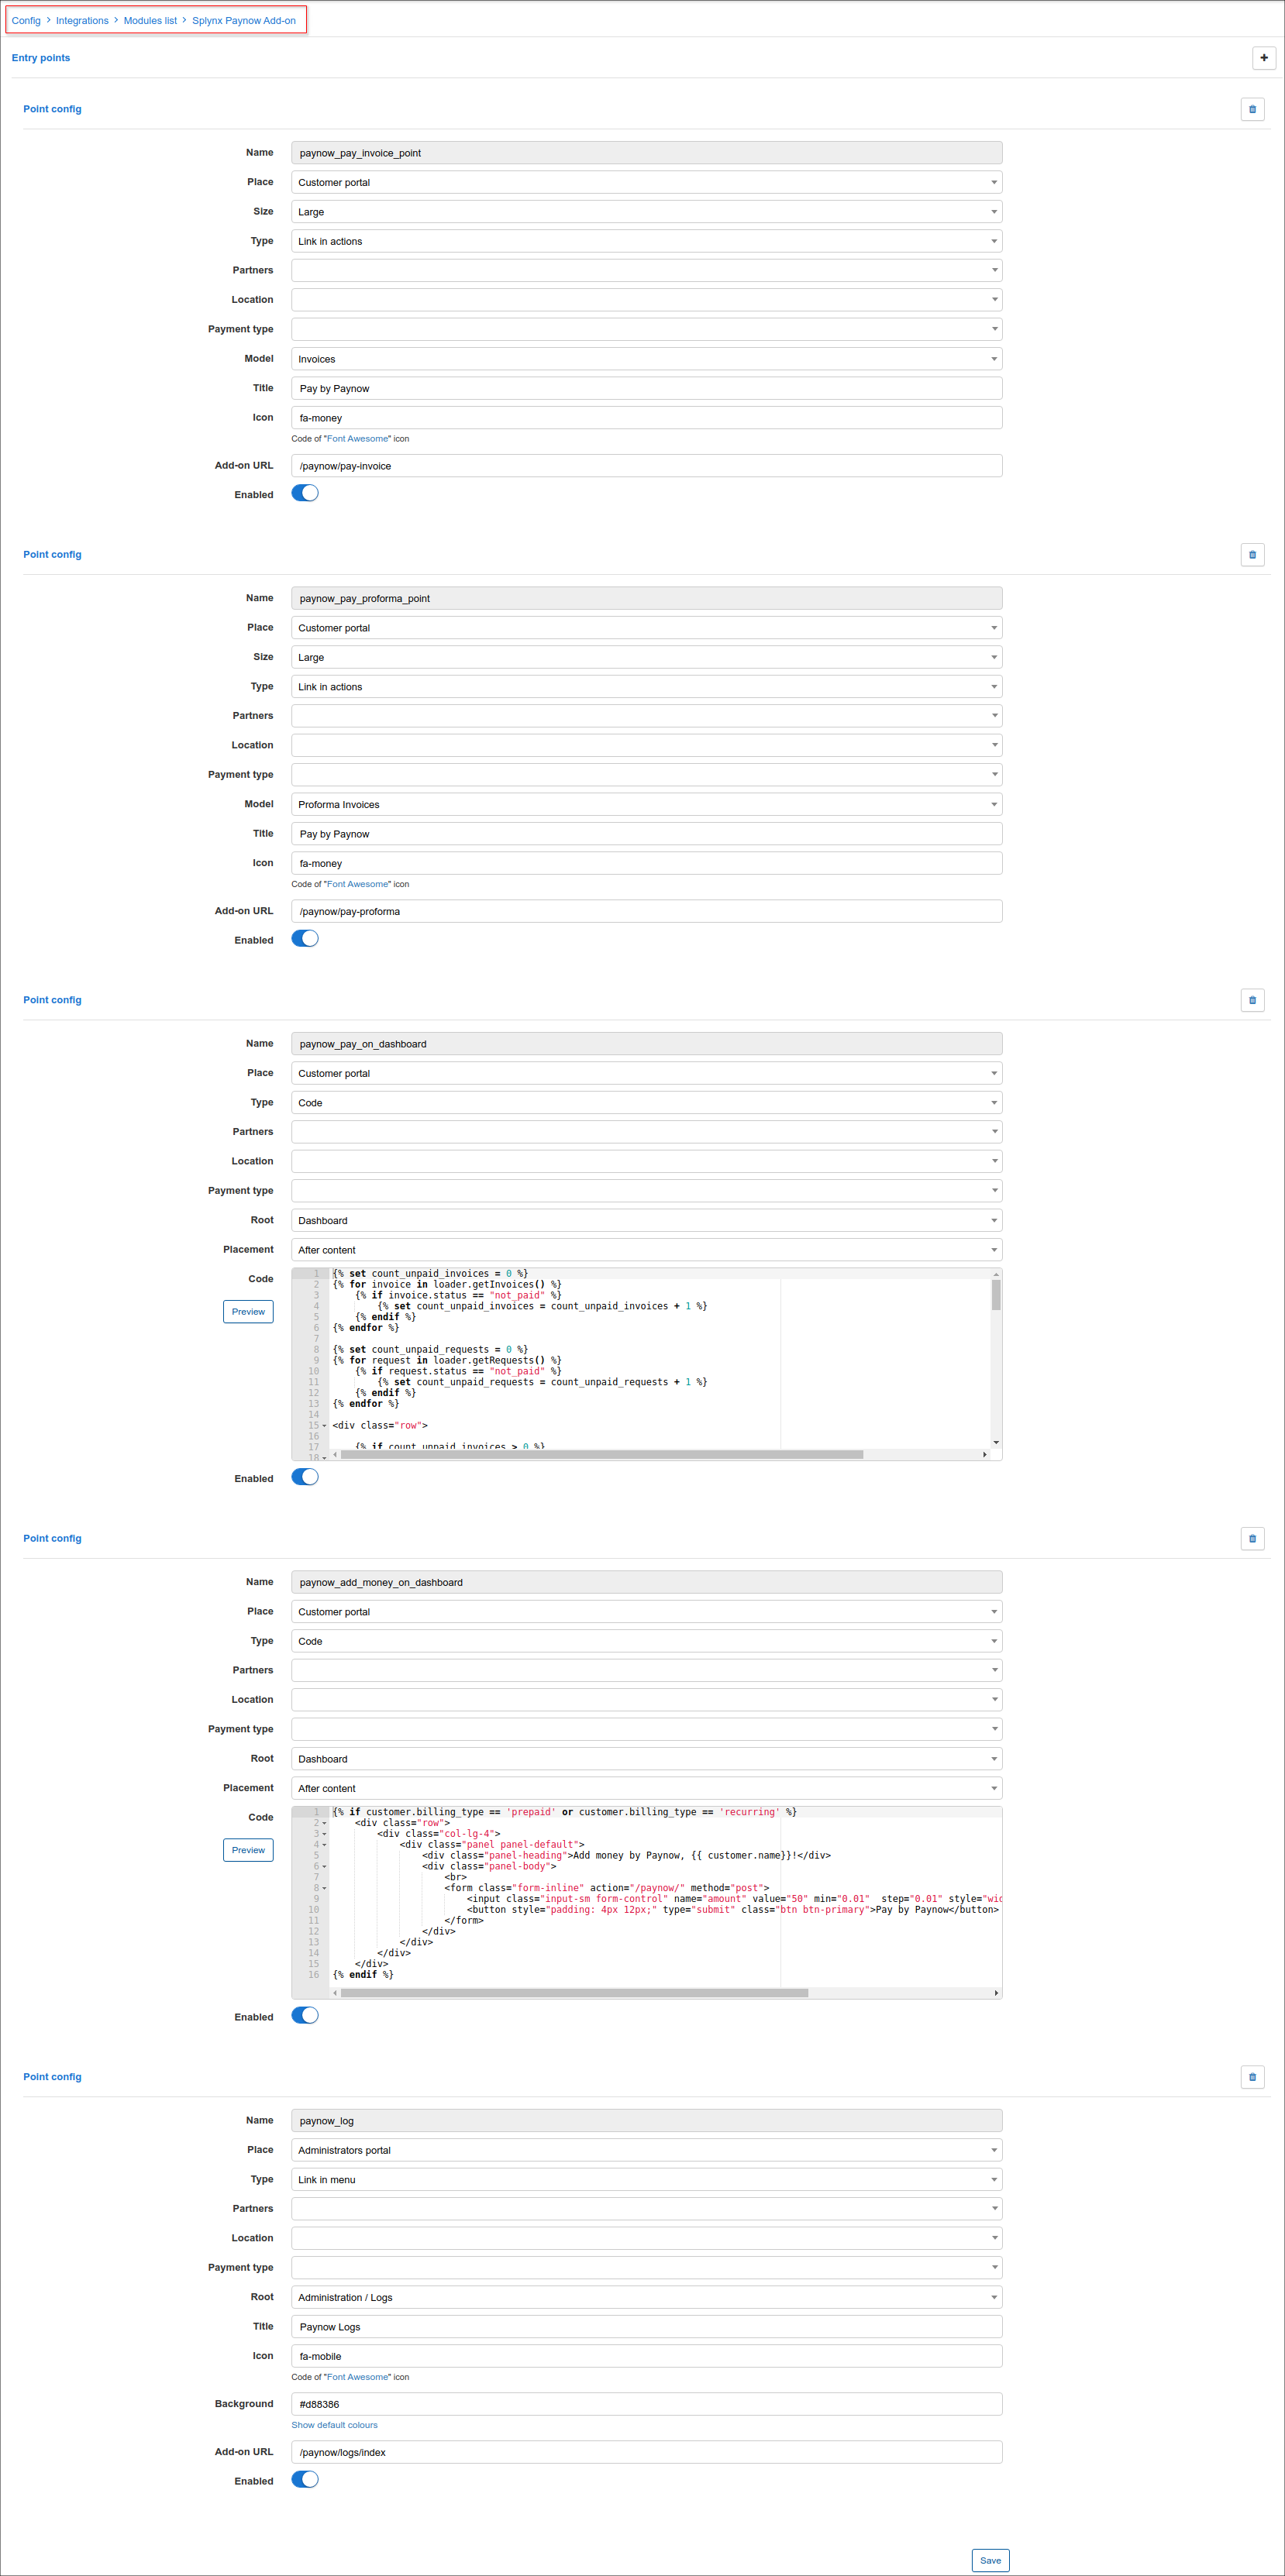 Config > Integrations > Modules list > Splynx Paynow Add-on
Entry points
Point config
Name paynow_pay_invoice_point
Place Customer portal
Size Large
Type Link in actions
Partners
Location
Payment type
Model Invoices
Title Pay by Paynow
Icon fa-money
Code of "Font Awesome" icon
Add-on URL /paynow/pay-invoice
Enabled
Point config
Name paynow_pay_proforma_point
Place Customer portal
Size Large
Type Link in actions
Partners
Location
Payment type
Model Proforma Invoices
Title Pay by Paynow
Icon fa-money
Code of "Font Awesome" icon
Add-on URL /paynow/pay-proforma
Enabled
Point config
Name paynow_pay_on_dashboard
Place Customer portal
Type Code
Partners
Location
Payment type
Root Dashboard
Placement After content
Code
Preview
1 {% set count_unpaid_invoices = 0 %}
2 {% for invoice in loader.getInvoices() %}
3     {% if invoice.status == "not_paid" %}
4         {% set count_unpaid_invoices = count_unpaid_invoices + 1 %}
5     {% endif %}
6 {% endfor %}
7
8 {% set count_unpaid_requests = 0 %}
9 {% for request in loader.getRequests() %}
10     {% if request.status == "not_paid" %}
11         {% set count_unpaid_requests = count_unpaid_requests + 1 %}
12     {% endif %}
13 {% endfor %}
14
15 <div class="row">
16
17     {% if count_unpaid_invoices > 0 %}
18
Enabled
Point config
Name paynow_add_money_on_dashboard
Place Customer portal
Type Code
Partners
Location
Payment type
Root Dashboard
Placement After content
Code
Preview
1 {% if customer.billing_type == 'prepaid' or customer.billing_type == 'recurring' %}
2     <div class="row">
3         <div class="col-lg-4">
4             <div class="panel panel-default">
5                 <div class="panel-heading">Add money by Paynow, {{ customer.name}}!</div>
6                 <div class="panel-body">
7                     <br>
8                     <form class="form-inline" action="/paynow/" method="post">
9                         <input class="input-sm form-control" name="amount" value="50" min="0.01"  step="0.01" style="wid
10                         <button style="padding: 4px 12px;" type="submit" class="btn btn-primary">Pay by Paynow</button>
11                     </form>
12                 </div>
13             </div>
14         </div>
15     </div>
16 {% endif %}
Enabled
Point config
Name paynow_log
Place Administrators portal
Type Link in menu
Partners
Location
Payment type
Root Administration / Logs
Title Paynow Logs
Icon fa-mobile
Code of "Font Awesome" icon
Background #d88386
Show default colours
Add-on URL /paynow/logs/index
Enabled
Save